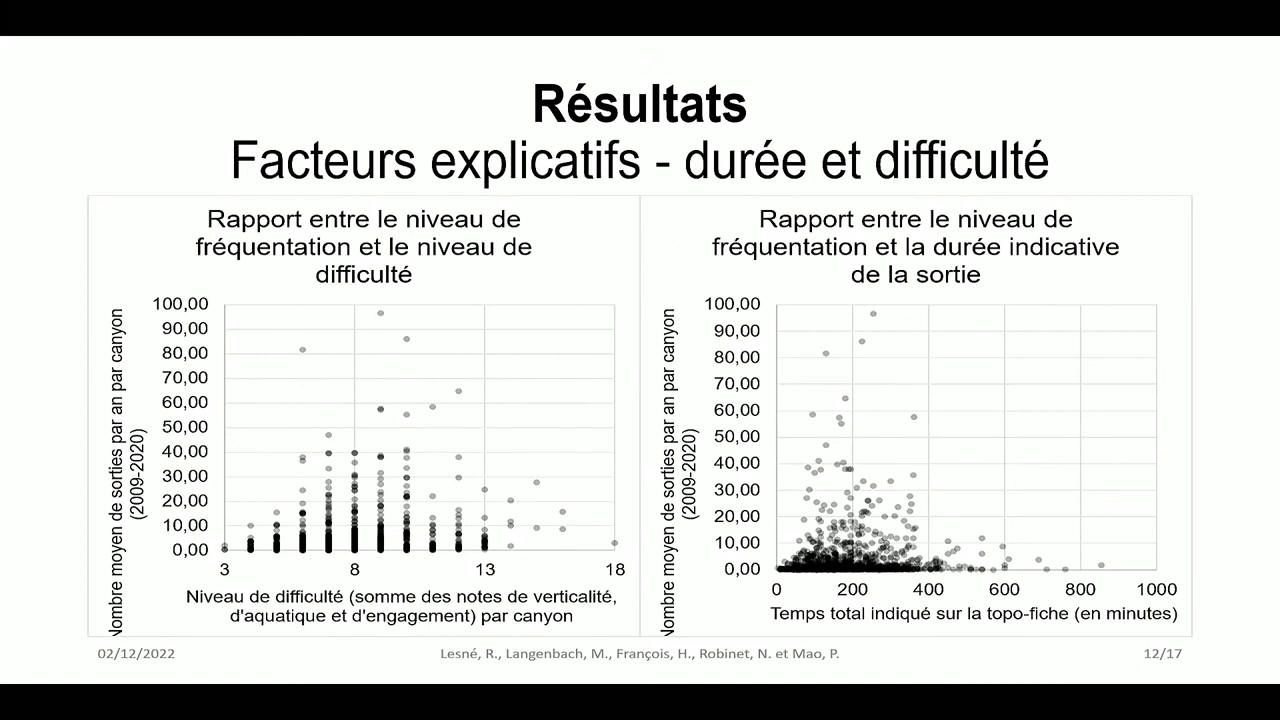 Résultats
Facteurs explicatifs - durée et difficulté
Rapport entre le niveau de
fréquentation et le niveau de
difficulté
Nombre moyen de sorties par an par canyon
(2009-2020)
100,00
90,00
80,00
70,00
60,00
50,00
40,00
30,00
20,00
10,00
0,00
3 8 13 18
Niveau de difficulté (somme des notes de verticalité,
d'aquatique et d'engagement) par canyon
Rapport entre le niveau de
fréquentation et la durée indicative
de la sortie
Nombre moyen de sorties par an par canyon
(2009-2020)
100,00
90,00
80,00
70,00
60,00
50,00
40,00
30,00
20,00
10,00
0,00
0 200 400 600 800 1000
Temps total indiqué sur la topo-fiche (en minutes)
02/12/2022
Lesné, R., Langenbach, M., François, H., Robinet, N. et Mao, P.
12/17